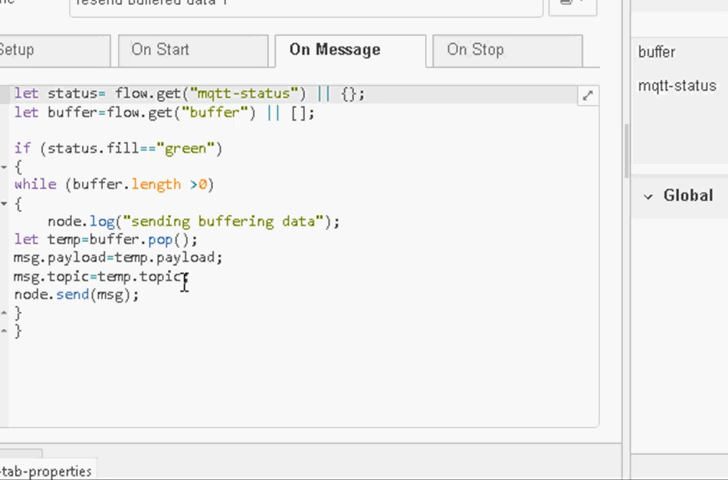 resend buffered data 1
Setup
On Start
On Message
On Stop
let status= flow.get("mqtt-status") || {};
let buffer=flow.get("buffer") || [];
if (status.fill=="green")
{
while (buffer.length >0)
{
node.log("sending buffering data");
let temp=buffer.pop();
msg.payload=temp.payload;
msg.topic=temp.topic;
node.send(msg);
}
}
-tab-properties
buffer
mqtt-status
Global